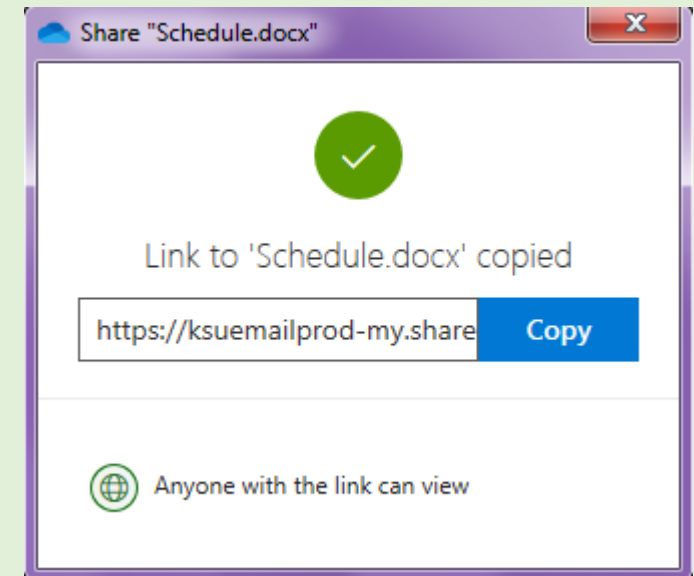 Share "Schedule.docx"
Link to 'Schedule.docx' copied
https://ksuemailprod-my.share
Copy
Anyone with the link can view